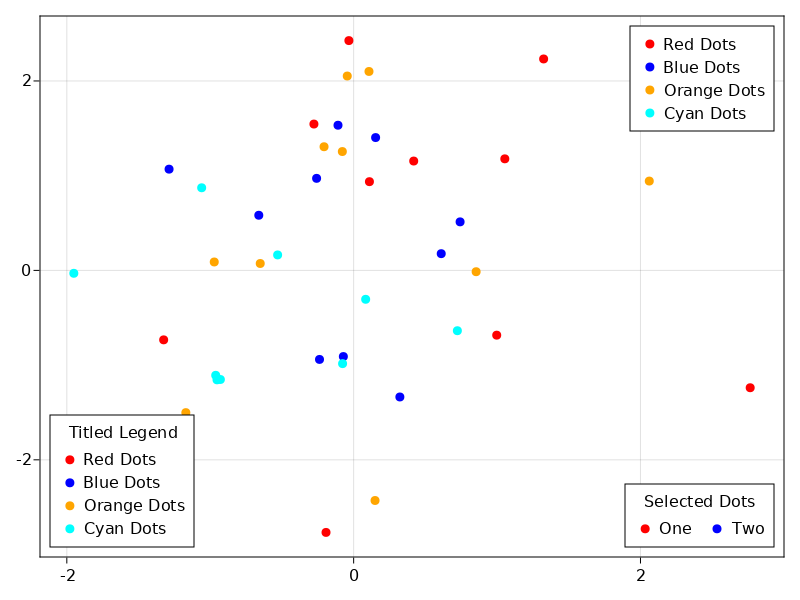 Red Dots
Blue Dots
Orange Dots
Cyan Dots
2
0
-2
Titled Legend
Red Dots
Blue Dots
Orange Dots
Cyan Dots
Selected Dots
One Two
-2 0 2